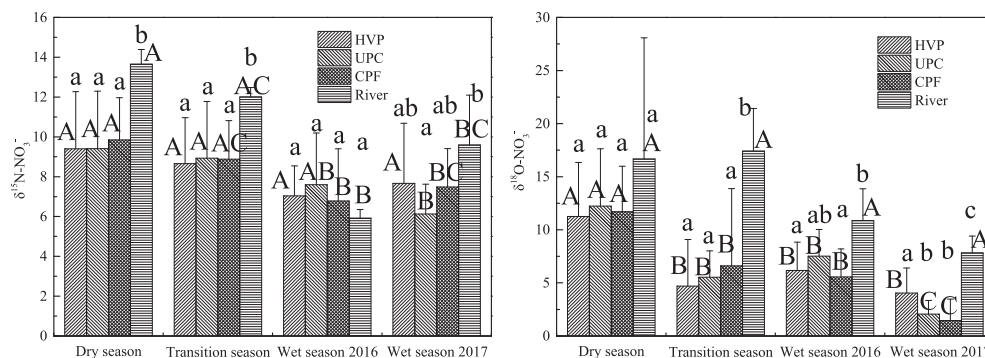 δ¹⁵N-NO₃⁻
16
14
12
10
8
6
4
2
0
HVP
UPC
CPF
River
a a a b
A A A A
a a a b
A A AC AC
a a a a
A AB B B
ab a ab b
A B BC BC
Dry season
Transition season
Wet season 2016
Wet season 2017
δ¹⁸O-NO₃⁻
30
25
20
15
10
5
0
HVP
UPC
CPF
River
a a a a
A A A A
a a a b
B B B A
a ab a b
B B B A
a b b c
B C C A
Dry season
Transition season
Wet season 2016
Wet season 2017